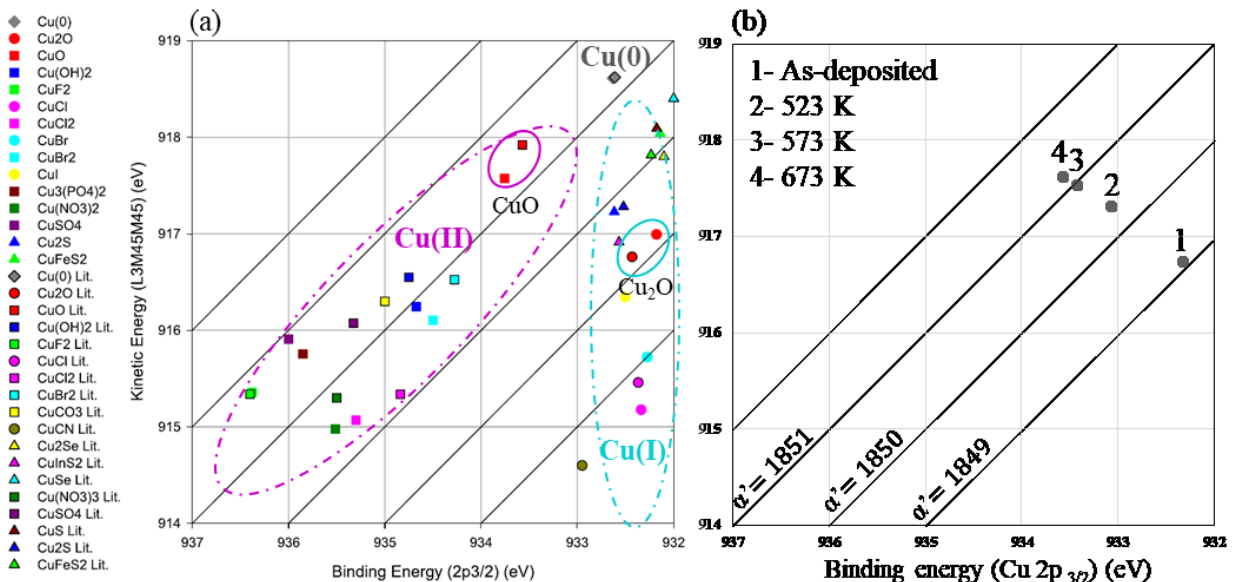 Cu(0)
Cu2O
CuO
Cu(OH)2
CuF2
CuCl
CuCl2
CuBr
CuBr2
CuI
Cu3(PO4)2
Cu(NO3)2
CuSO4
Cu2S
CuFeS2
Cu(0) Lit.
Cu2O Lit.
CuO Lit.
Cu(OH)2 Lit.
CuF2 Lit.
CuCl Lit.
CuCl2 Lit.
CuBr2 Lit.
CuCO3 Lit.
CuCN Lit.
Cu2Se Lit.
CuInS2 Lit.
CuSe Lit.
Cu(NO3)3 Lit.
CuSO4 Lit.
CuS Lit.
Cu2S Lit.
CuFeS2 Lit.
(a)
Kinetic Energy (L3M45M45) (eV)
919
918
917
916
915
914
Cu(0)
CuO
Cu(II)
Cu₂O
Cu(I)
937
936
935
934
933
932
Binding Energy (2p3/2) (eV)
(b)
919
918
917
916
915
914
1- As-deposited
2- 523 K
3- 573 K
4- 673 K
4
3
2
1
α'= 1851
α'= 1850
α'= 1849
937
936
935
934
933
932
Binding energy (Cu 2p 3/2) (eV)